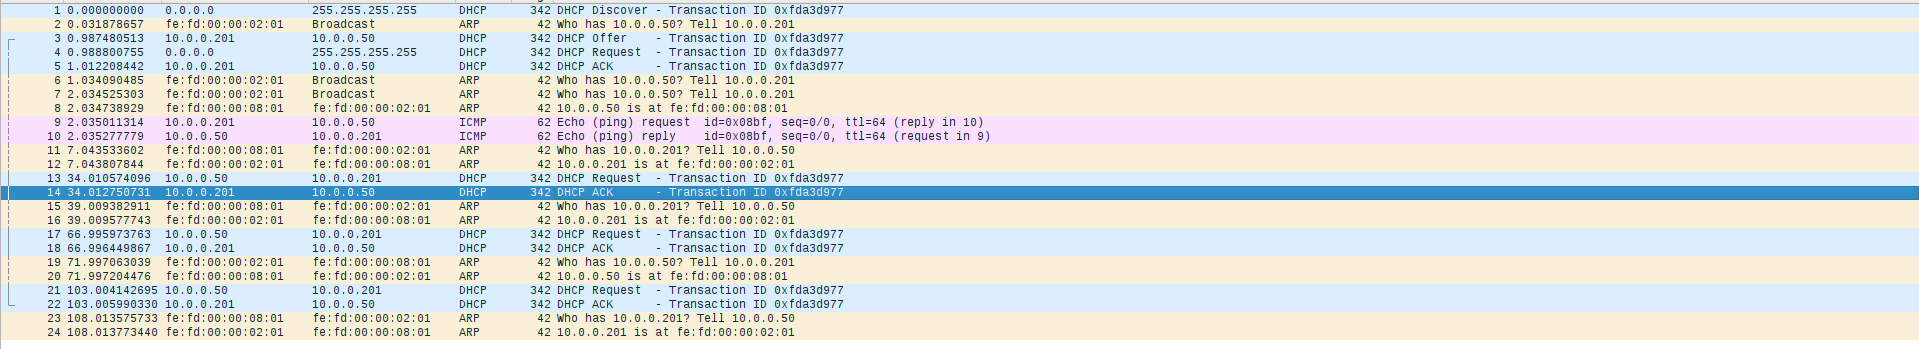 1 0.000000000 0.0.0.0 255.255.255.255 DHCP 342 DHCP Discover - Transaction ID 0xfda3d977
2 0.031878657 fe:fd:00:00:02:01 Broadcast ARP 42 Who has 10.0.0.50? Tell 10.0.0.201
3 0.987480513 10.0.0.201 10.0.0.50 DHCP 342 DHCP Offer - Transaction ID 0xfda3d977
4 0.988800755 0.0.0.0 255.255.255.255 DHCP 342 DHCP Request - Transaction ID 0xfda3d977
5 1.012208442 10.0.0.201 10.0.0.50 DHCP 342 DHCP ACK - Transaction ID 0xfda3d977
6 1.034090485 fe:fd:00:00:02:01 Broadcast ARP 42 Who has 10.0.0.50? Tell 10.0.0.201
7 2.034525303 fe:fd:00:00:02:01 Broadcast ARP 42 Who has 10.0.0.50? Tell 10.0.0.201
8 2.034738929 fe:fd:00:00:08:01 fe:fd:00:00:02:01 ARP 42 10.0.0.50 is at fe:fd:00:00:08:01
9 2.035011314 10.0.0.201 10.0.0.50 ICMP 62 Echo (ping) request id=0x08bf, seq=0/0, ttl=64 (reply in 10)
10 2.035277779 10.0.0.50 10.0.0.201 ICMP 62 Echo (ping) reply id=0x08bf, seq=0/0, ttl=64 (request in 9)
11 7.043533602 fe:fd:00:00:08:01 fe:fd:00:00:02:01 ARP 42 Who has 10.0.0.201? Tell 10.0.0.50
12 7.043807844 fe:fd:00:00:02:01 fe:fd:00:00:08:01 ARP 42 10.0.0.201 is at fe:fd:00:00:02:01
13 34.010574096 10.0.0.50 10.0.0.201 DHCP 342 DHCP Request - Transaction ID 0xfda3d977
14 34.012750731 10.0.0.201 10.0.0.50 DHCP 342 DHCP ACK - Transaction ID 0xfda3d977
15 39.009382911 fe:fd:00:00:08:01 fe:fd:00:00:02:01 ARP 42 Who has 10.0.0.201? Tell 10.0.0.50
16 39.009577743 fe:fd:00:00:02:01 fe:fd:00:00:08:01 ARP 42 10.0.0.201 is at fe:fd:00:00:02:01
17 66.995973763 10.0.0.50 10.0.0.201 DHCP 342 DHCP Request - Transaction ID 0xfda3d977
18 66.996449867 10.0.0.201 10.0.0.50 DHCP 342 DHCP ACK - Transaction ID 0xfda3d977
19 71.997063039 fe:fd:00:00:02:01 fe:fd:00:00:08:01 ARP 42 Who has 10.0.0.50? Tell 10.0.0.201
20 71.997204476 fe:fd:00:00:08:01 fe:fd:00:00:02:01 ARP 42 10.0.0.50 is at fe:fd:00:00:08:01
21 103.004142695 10.0.0.50 10.0.0.201 DHCP 342 DHCP Request - Transaction ID 0xfda3d977
22 103.005990330 10.0.0.201 10.0.0.50 DHCP 342 DHCP ACK - Transaction ID 0xfda3d977
23 108.013575733 fe:fd:00:00:08:01 fe:fd:00:00:02:01 ARP 42 Who has 10.0.0.201? Tell 10.0.0.50
24 108.013773440 fe:fd:00:00:02:01 fe:fd:00:00:08:01 ARP 42 10.0.0.201 is at fe:fd:00:00:02:01